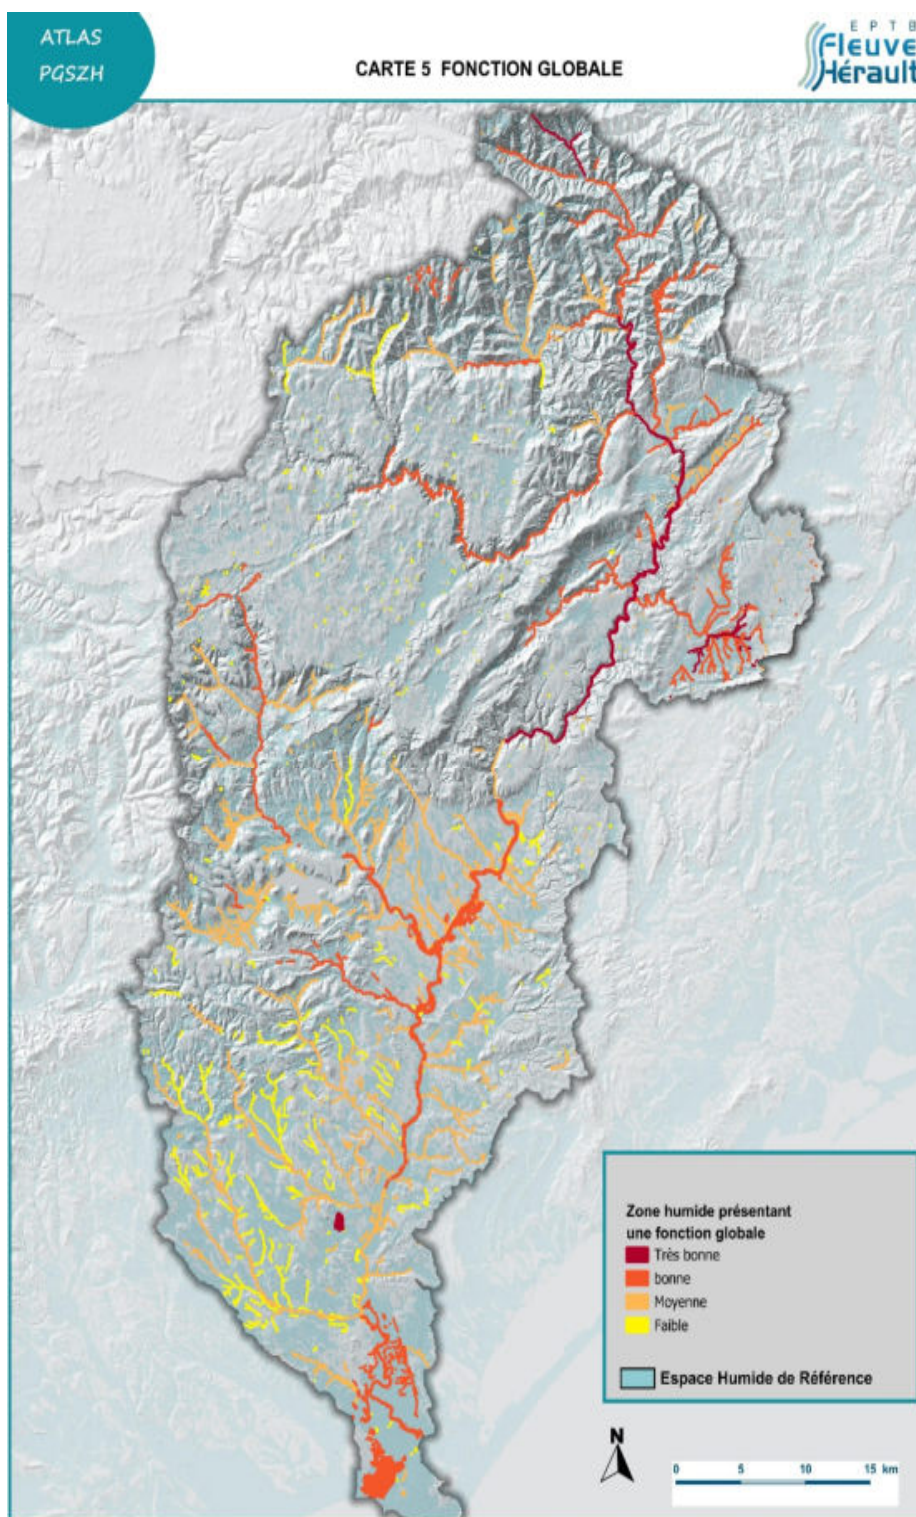 ATLAS
PGSZH
CARTE 5 FONCTION GLOBALE
EPTB
Fleuve
Hérault
Zone humide présentant
une fonction globale
Très bonne
bonne
Moyenne
Faible
Espace Humide de Référence
N
0 5 10 15 km